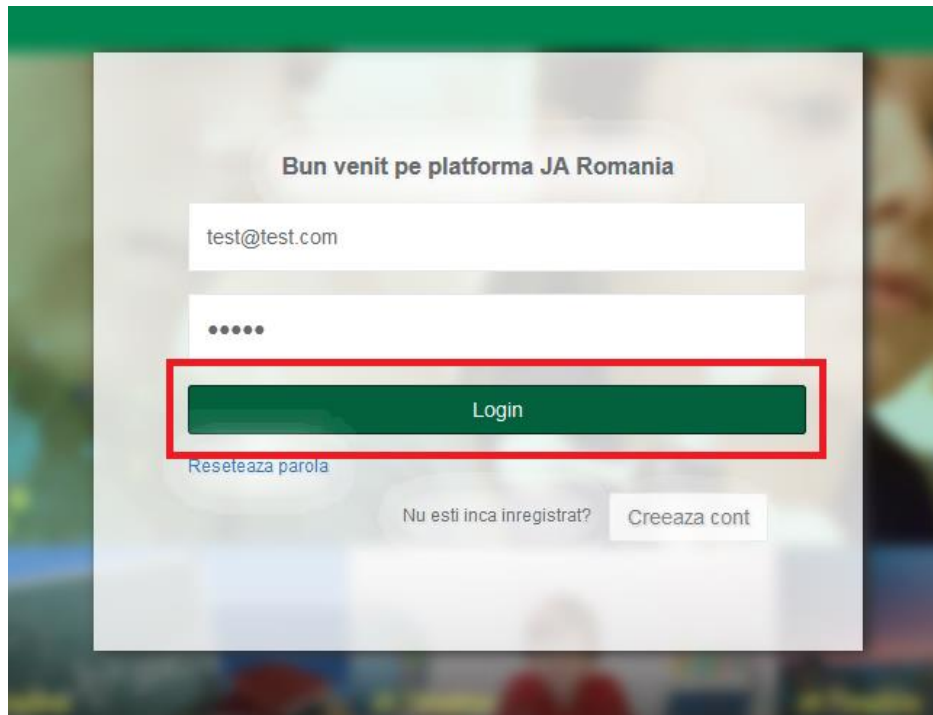 Bun venit pe platforma JA Romania
test@test.com
•••••
Login
Reseteaza parola
Nu esti inca inregistrat? Creeaza cont